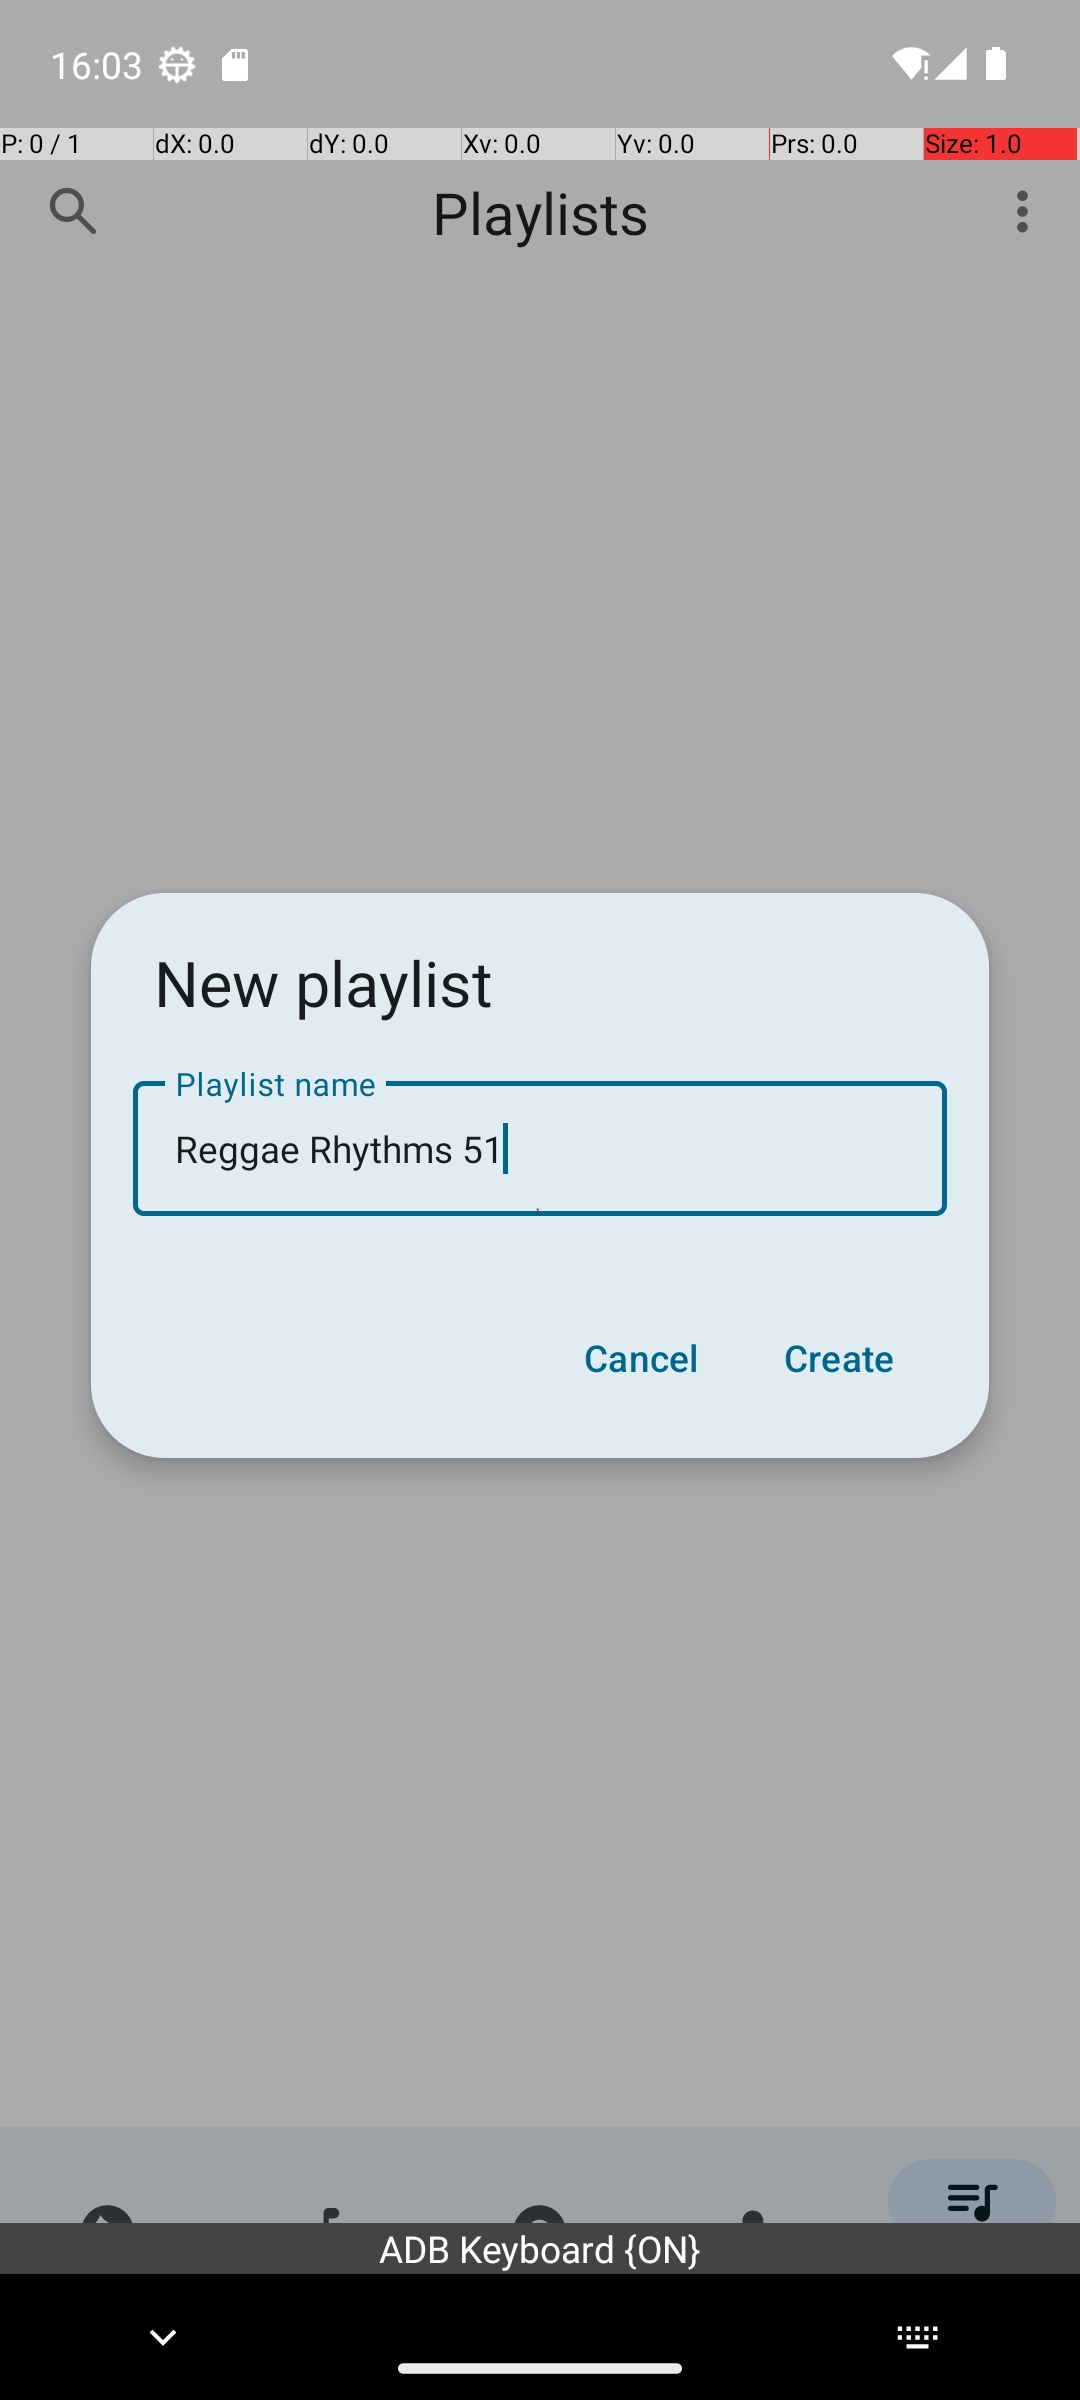 16:03
P: 0 / 1 dX: 0.0 dY: 0.0 Xv: 0.0 Yv: 0.0 Prs: 0.0 Size: 1.0
Playlists
New playlist
Playlist name
Reggae Rhythms 51
Cancel Create
ADB Keyboard {ON}